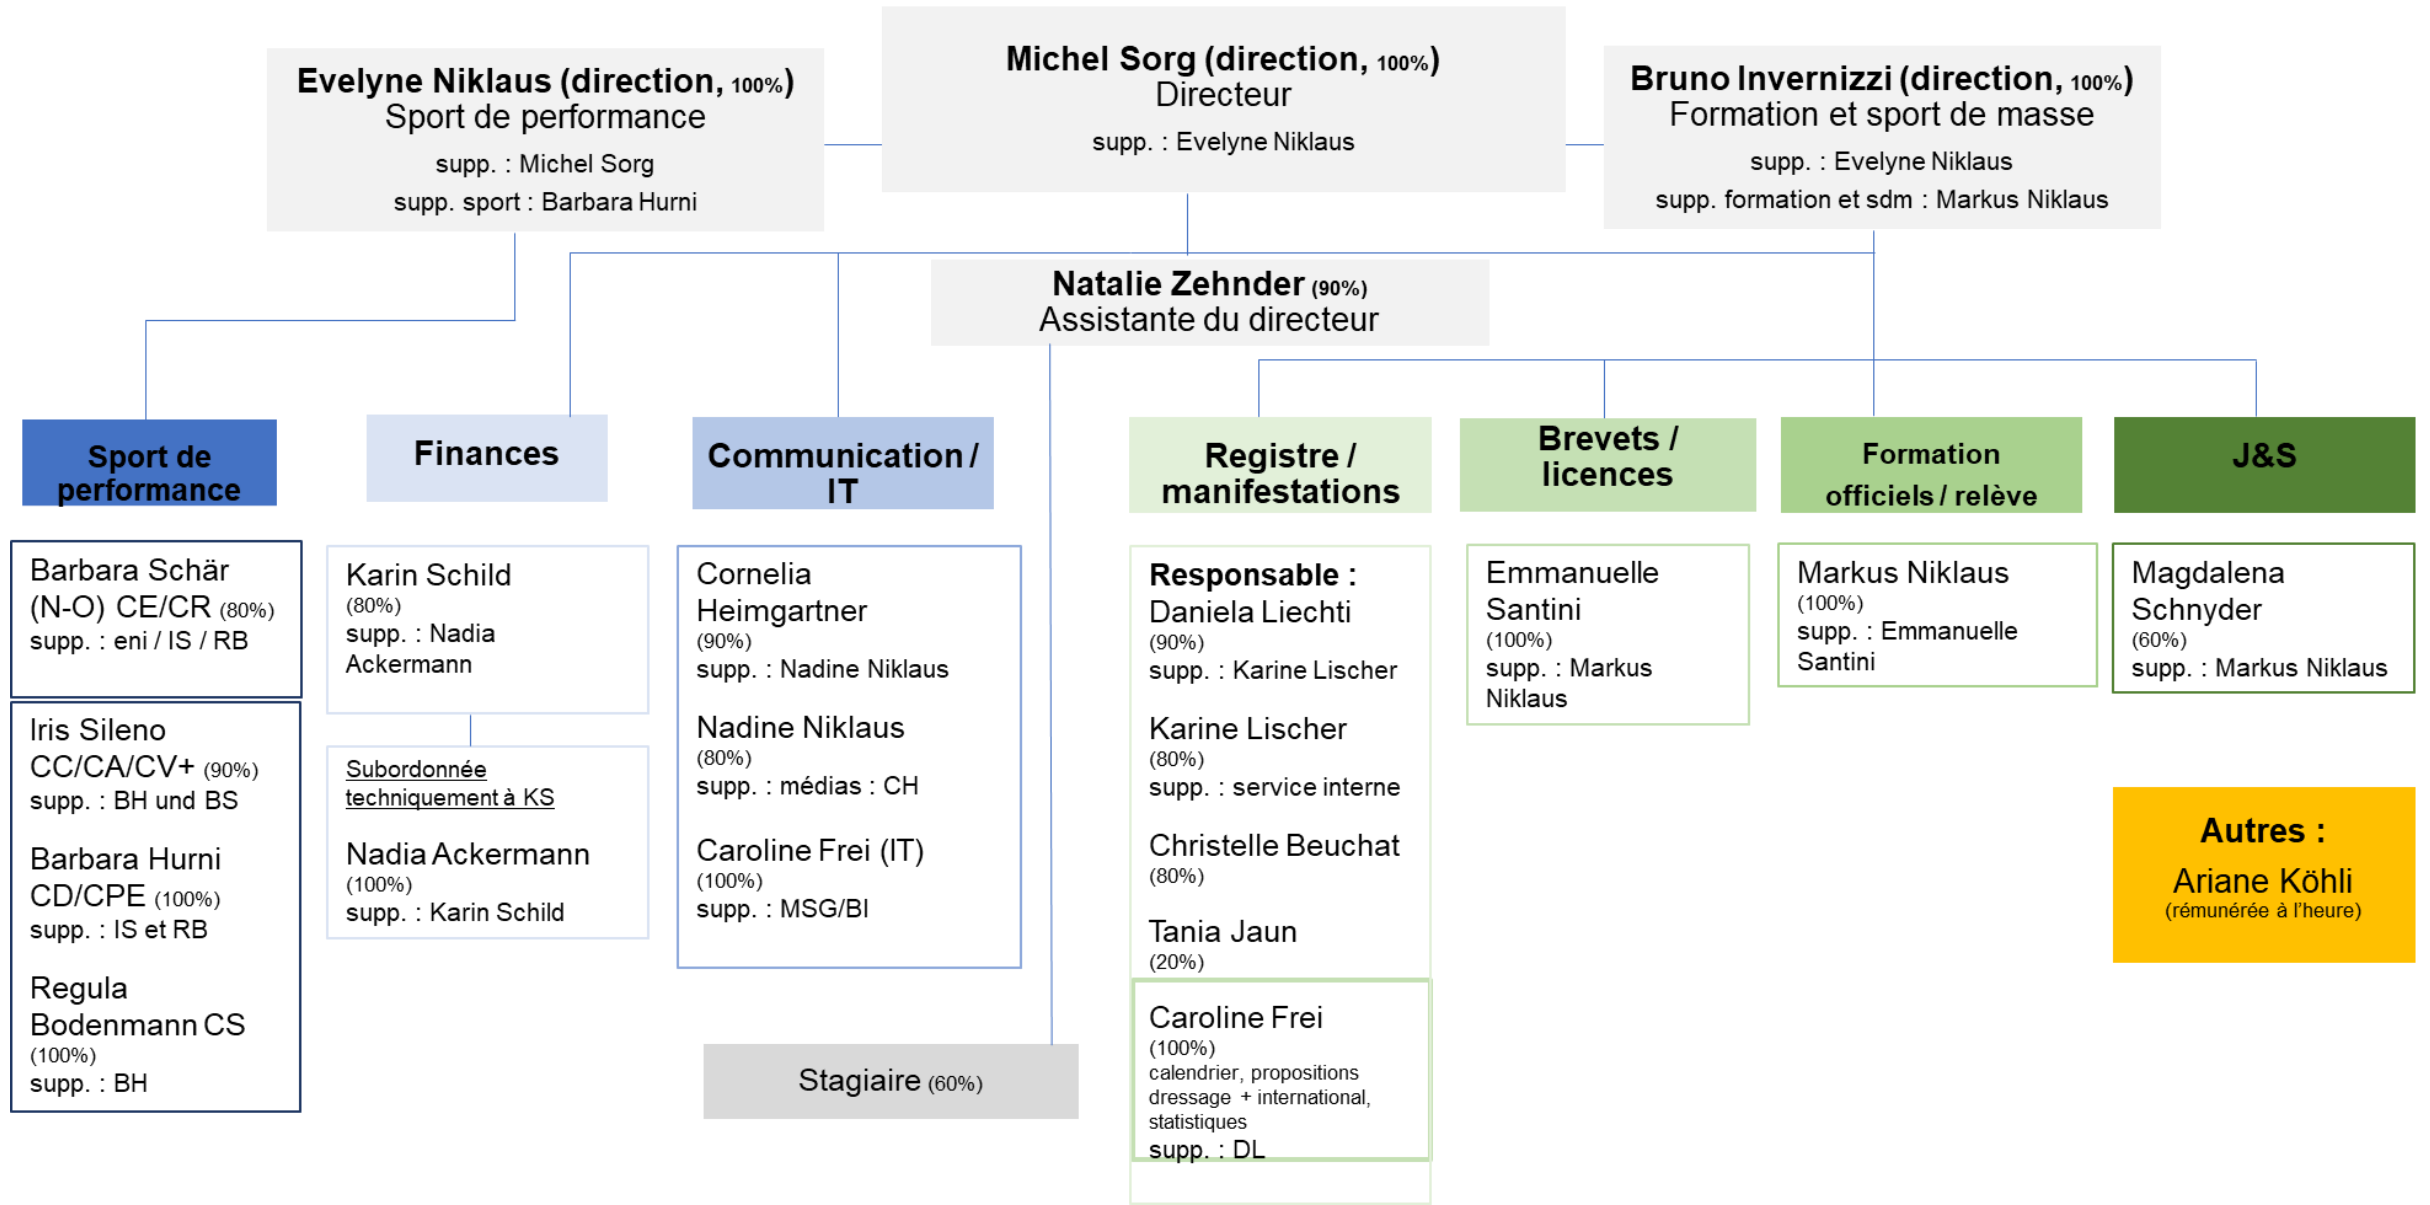 Evelyne Niklaus (direction, 100%)
Sport de performance
supp. : Michel Sorg
supp. sport : Barbara Hurni
Michel Sorg (direction, 100%)
Directeur
supp. : Evelyne Niklaus
Bruno Invernizzi (direction, 100%)
Formation et sport de masse
supp. : Evelyne Niklaus
supp. formation et sdm : Markus Niklaus
Natalie Zehnder (90%)
Assistante du directeur
Sport de
performance
Barbara Schär
(N-O) CE/CR (80%)
supp. : eni / IS / RB
Iris Sileno
CC/CA/CV+ (90%)
supp. : BH und BS
Barbara Hurni
CD/CPE (100%)
supp. : IS et RB
Regula
Bodenmann CS
(100%)
supp. : BH
Finances
Karin Schild
(80%)
supp. : Nadia
Ackermann
Subordonnée
techniquement à KS
Nadia Ackermann
(100%)
supp. : Karin Schild
Communication /
IT
Cornelia
Heimgartner
(90%)
supp. : Nadine Niklaus
Nadine Niklaus
(80%)
supp. : médias : CH
Caroline Frei (IT)
(100%)
supp. : MSG/BI
Stagiaire (60%)
Registre /
manifestations
Responsable :
Daniela Liechti
(90%)
supp. : Karine Lischer
Karine Lischer
(80%)
supp. : service interne
Christelle Beuchat
(80%)
Tania Jaun
(20%)
Caroline Frei
(100%)
calendrier, propositions
dressage + international,
statistiques
supp. : DL
Brevets /
licences
Emmanuelle
Santini
(100%)
supp. : Markus
Niklaus
Formation
officiels / relève
Markus Niklaus
(100%)
supp. : Emmanuelle
Santini
J&S
Magdalena
Schnyder
(60%)
supp. : Markus Niklaus
Autres :
Ariane Köhli
(rémunérée à l'heure)